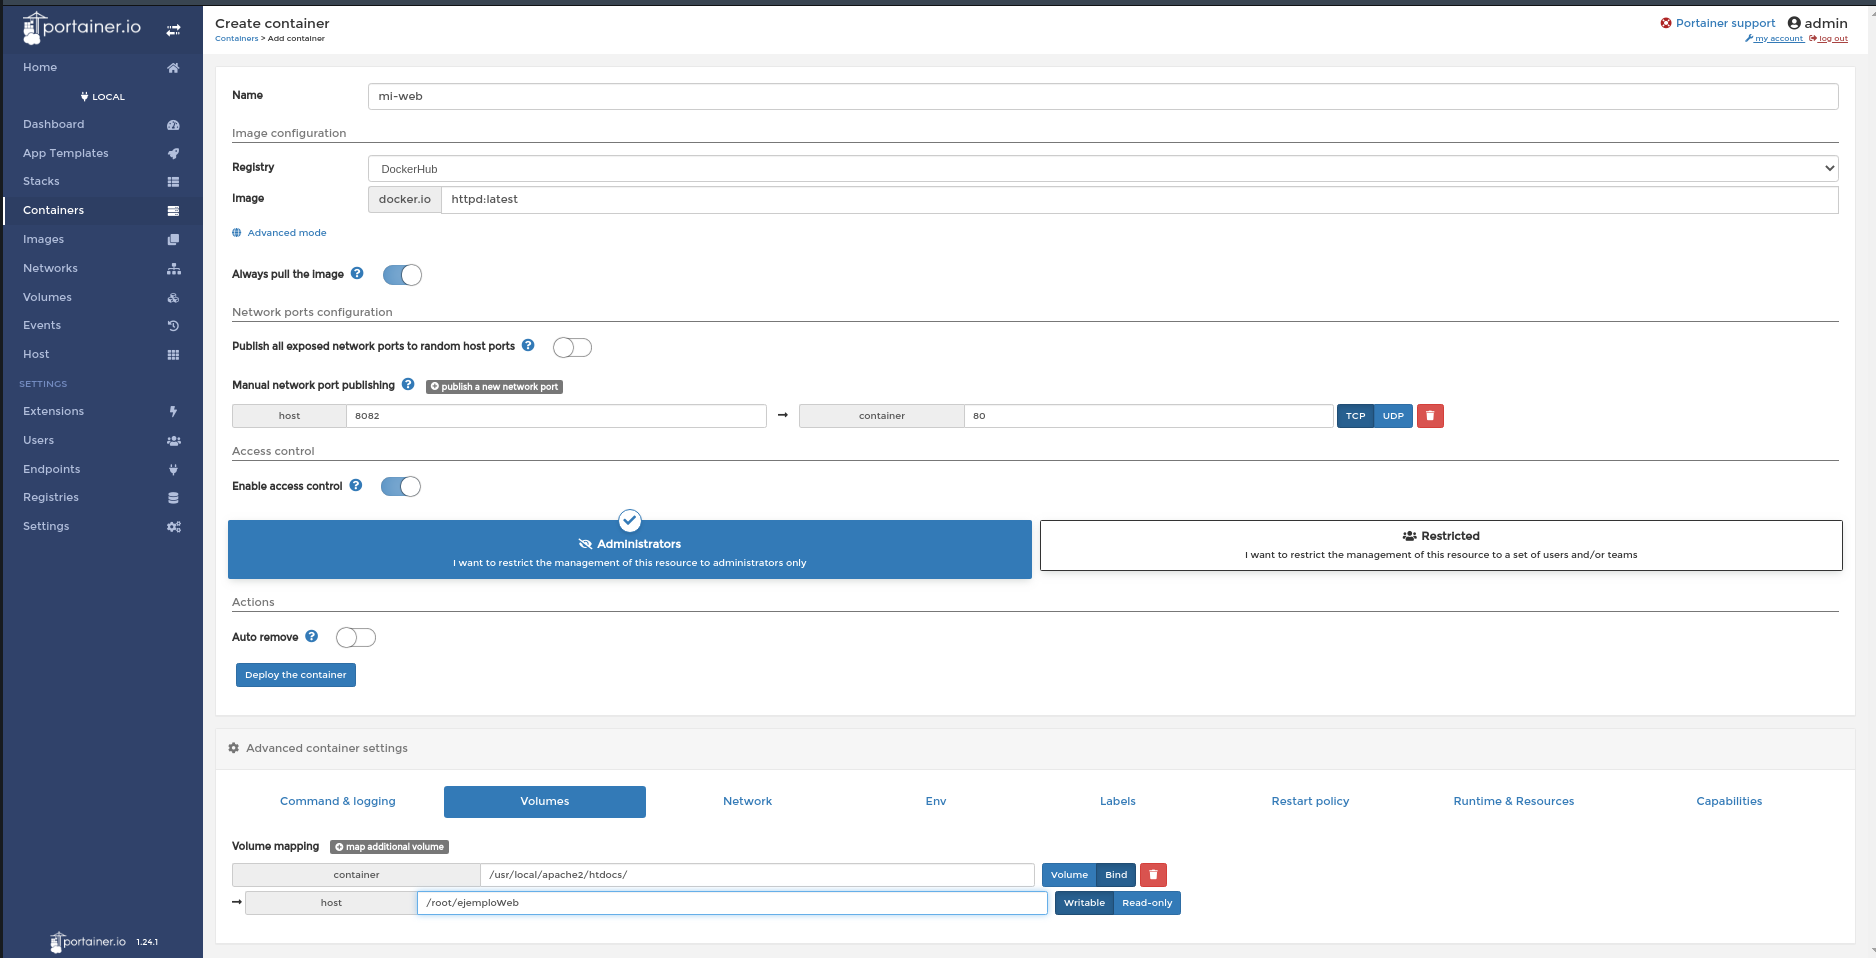 portainer.io
Home
LOCAL
Dashboard
App Templates
Stacks
Containers
Images
Networks
Volumes
Events
Host
SETTINGS
Extensions
Users
Endpoints
Registries
Settings
portainer.io 1.24.1
Create container
Containers > Add container
Portainer support admin
my account log out
Name mi-web
Image configuration
Registry DockerHub
Image docker.io httpd:latest
Advanced mode
Always pull the image ?
Network ports configuration
Publish all exposed network ports to random host ports ?
Manual network port publishing ? publish a new network port
host 8082 → container 80 TCP UDP
Access control
Enable access control ?
Administrators
I want to restrict the management of this resource to administrators only
Restricted
I want to restrict the management of this resource to a set of users and/or teams
Actions
Auto remove ?
Deploy the container
Advanced container settings
Command & logging Volumes Network Env Labels Restart policy Runtime & Resources Capabilities
Volume mapping map additional volume
container /usr/local/apache2/htdocs/ Volume Bind
→ host /root/ejemploWeb Writable Read-only